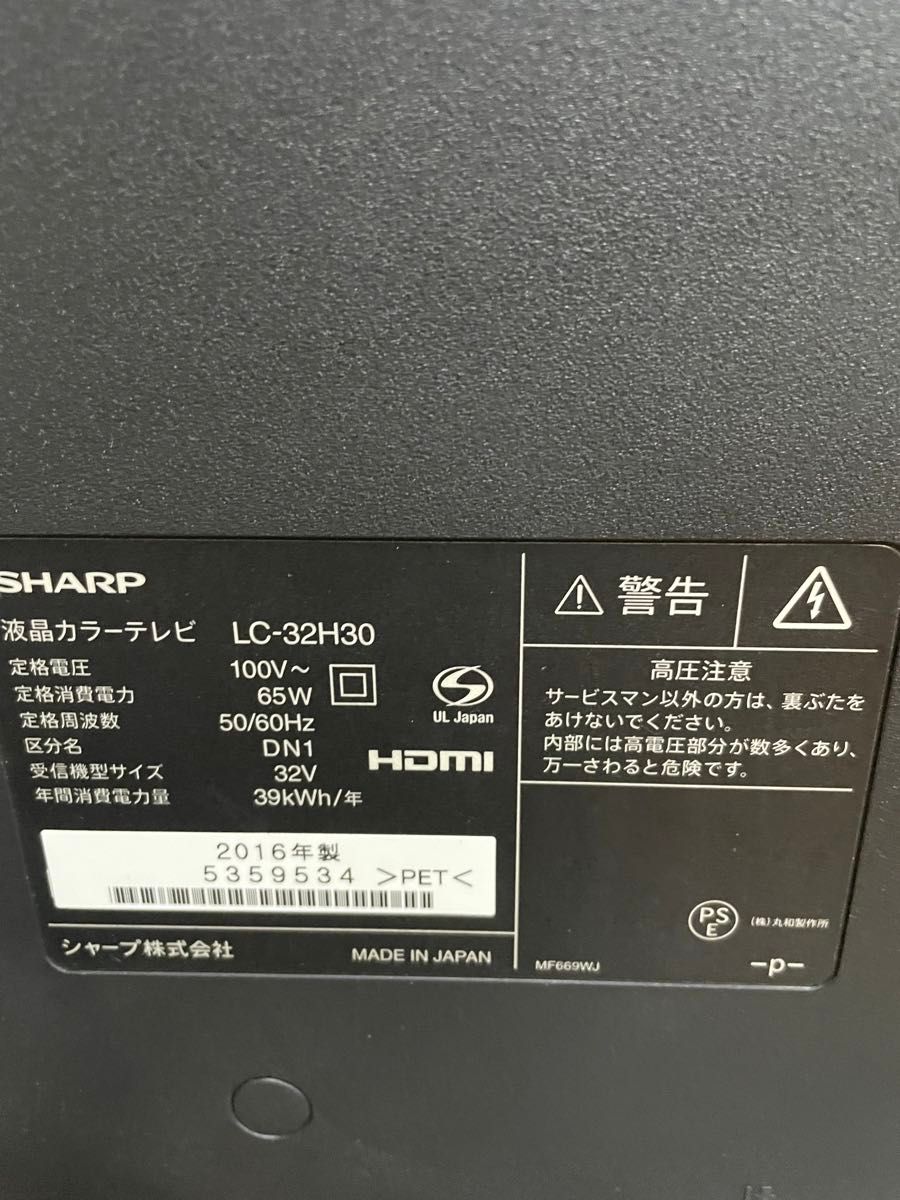 SHARP
液晶カラーテレビ LC-32H30
定格電圧 100V～
定格消費電力 65W
定格周波数 50/60Hz
区分名 DN1
受信機型サイズ 32V
年間消費電力量 39kWh/年
UL Japan
HDMI
2016年製
5359534 >PET<
シャープ株式会社 MADE IN JAPAN
⚠ 警告
高圧注意
サービスマン以外の方は、裏ぶたを
あけないでください。
内部には高電圧部分が数多くあり、
万一さわると危険です。
PS
E
(株)丸和製作所
MF669WJ
-p-